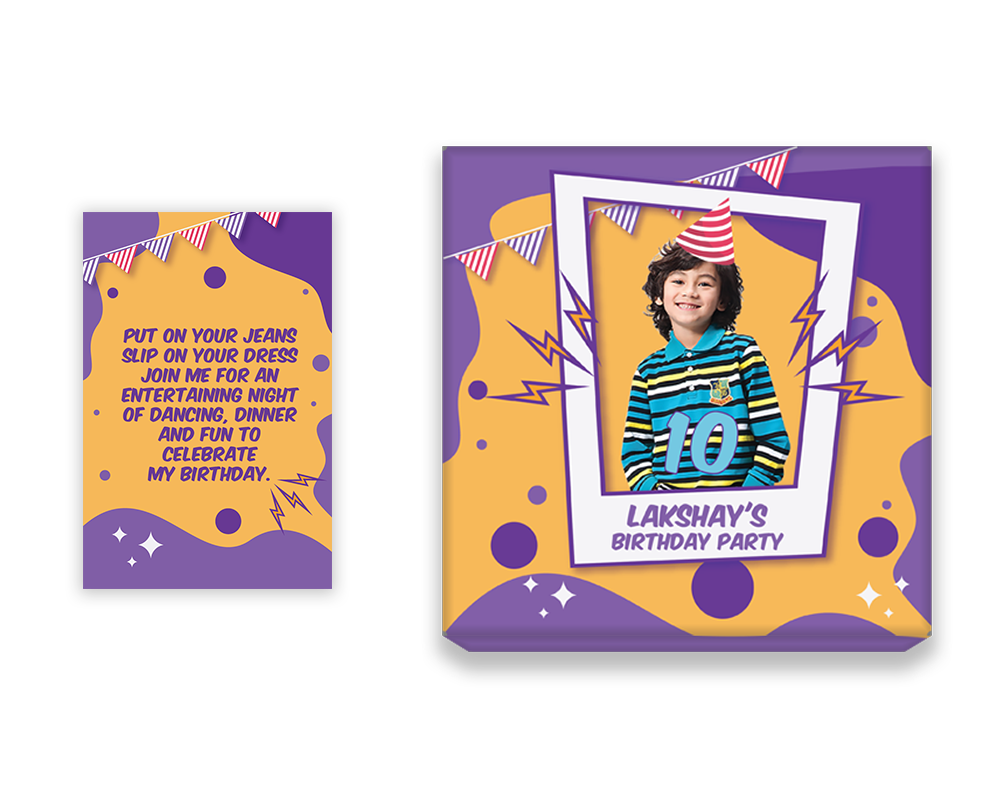 PUT ON YOUR JEANS
SLIP ON YOUR DRESS
JOIN ME FOR AN
ENTERTAINING NIGHT
OF DANCING, DINNER
AND FUN TO
CELEBRATE
MY BIRTHDAY.
10
LAKSHAY'S
BIRTHDAY PARTY